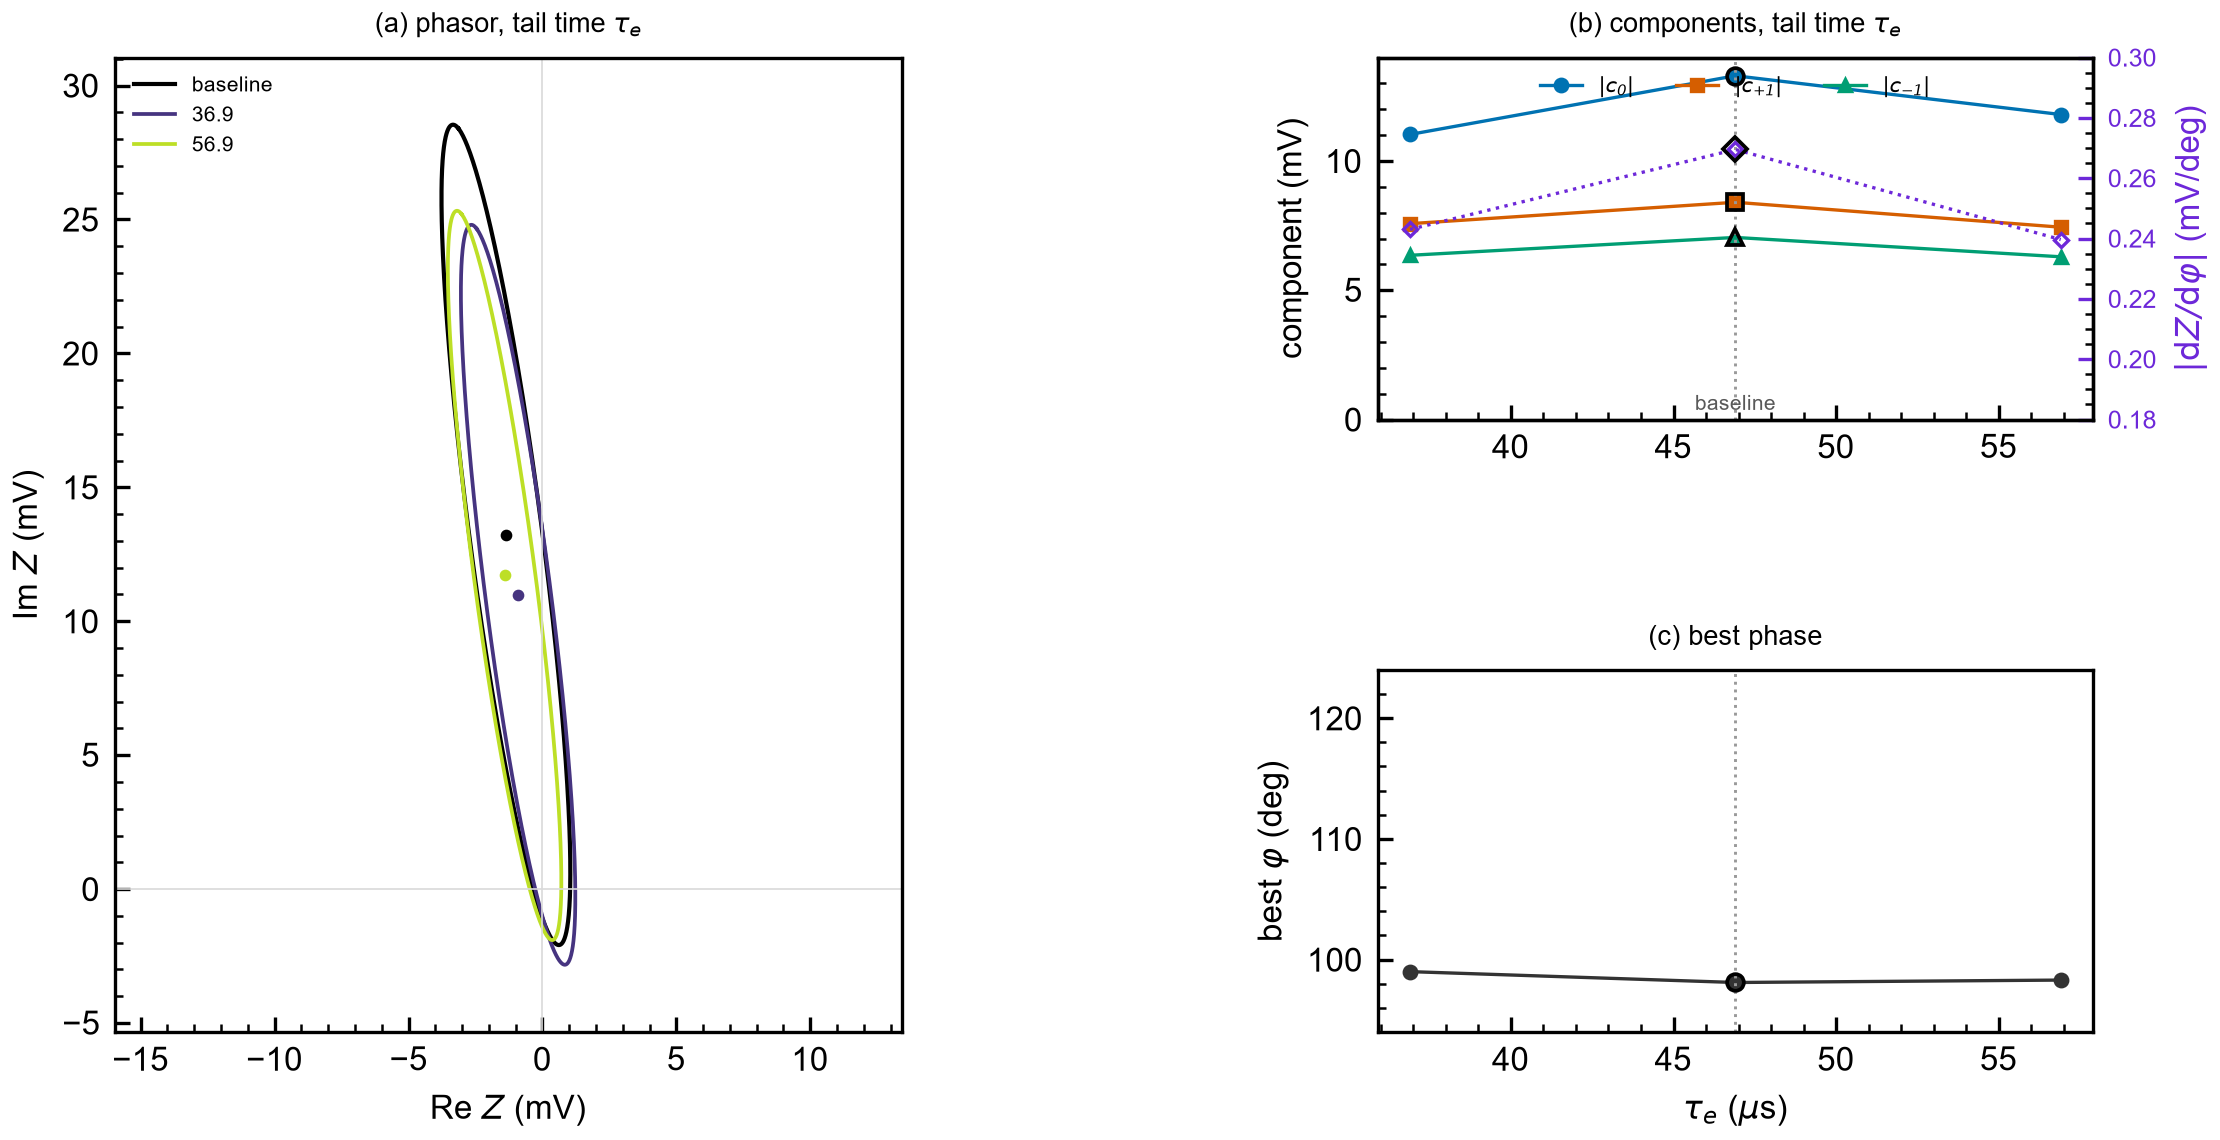 (a) phasor, tail time τₑ
baseline
36.9
56.9
30
25
20
15
10
5
0
−5
Im Z (mV)
−15
−10
−5
0
5
10
Re Z (mV)
(b) components, tail time τₑ
|c₀|
|c₊₁|
|c₋₁|
10
5
0
component (mV)
baseline
0.30
0.28
0.26
0.24
0.22
0.20
0.18
|dZ/dφ| (mV/deg)
40
45
50
55
(c) best phase
120
110
100
best φ (deg)
40
45
50
55
τₑ (μs)